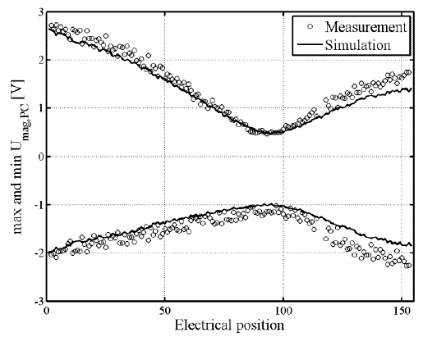 3
2
1
0
-1
-2
-3
0
50
100
150
max and min U_mag,PC [V]
Electrical position
Measurement
Simulation